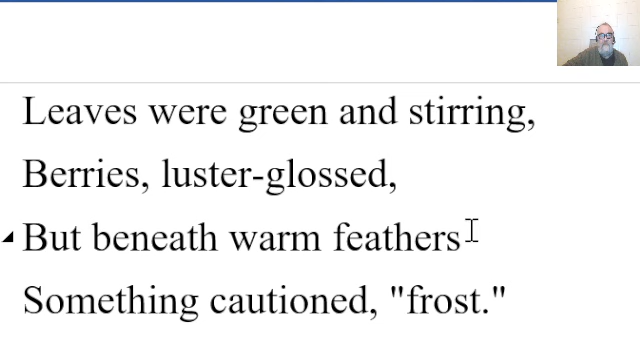 Leaves were green and stirring,
Berries, luster-glossed,
But beneath warm feathers
Something cautioned, "frost."